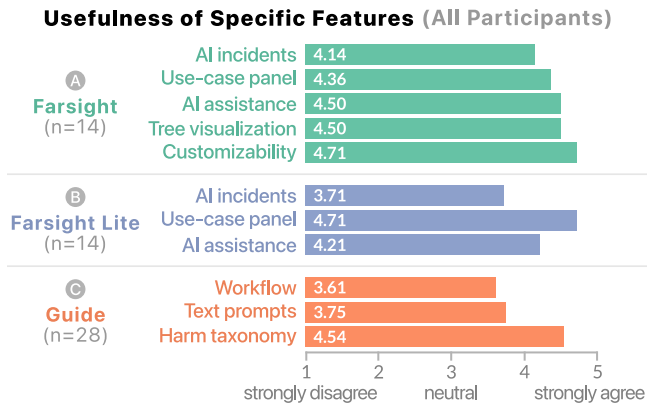 Usefulness of Specific Features (All Participants)
A
Farsight
(n=14)
AI incidents 4.14
Use-case panel 4.36
AI assistance 4.50
Tree visualization 4.50
Customizability 4.71
B
Farsight Lite
(n=14)
AI incidents 3.71
Use-case panel 4.71
AI assistance 4.21
C
Guide
(n=28)
Workflow 3.61
Text prompts 3.75
Harm taxonomy 4.54
1 2 3 4 5
strongly disagree neutral strongly agree